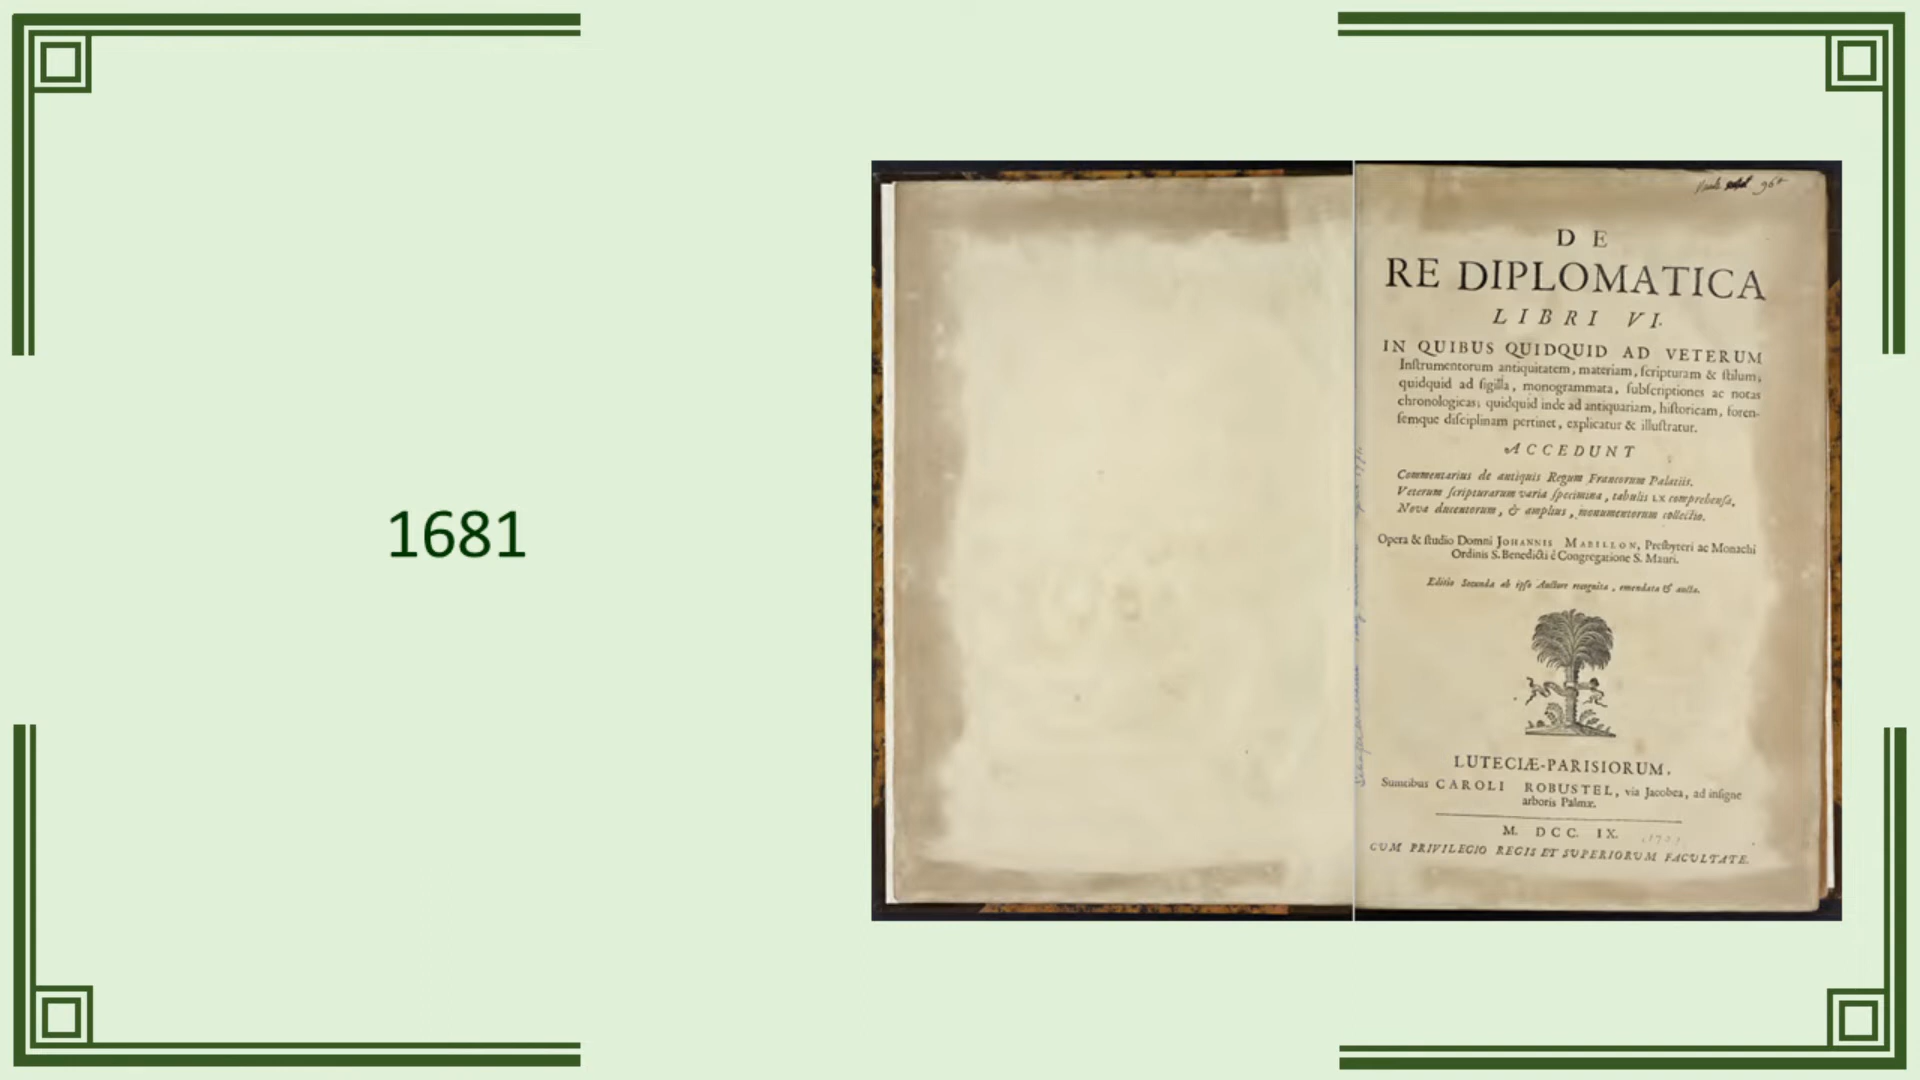 1681
D E
RE DIPLOMATICA
LIBRI VI.
IN QUIBUS QUIDQUID AD VETERUM
Inſtrumentorum antiquitatem, materiam, ſcripturam & ſtilum;
quidquid ad ſigilla, monogrammata, ſubſcriptiones ac notas
chronologicas; quidquid inde ad antiquariam, hiſtoricam, foren-
ſemque diſciplinam pertinet, explicatur & illuſtratur.
ACCEDUNT
Commentarius de antiquis Regum Francorum Palatiis.
Veterum ſcripturarum varia ſpecimina, tabulis LX comprehenſa.
Nova ducentorum, & amplius, monumentorum collectio.
Opera & ſtudio Domni JOHANNIS MABILLON, Preſbyteri ac Monachi
Ordinis S. Benedicti è Congregatione S. Mauri.
Editio Secunda ab ipſo Auctore recognita, emendata & aucta.
LUTECIÆ-PARISIORUM,
Sumtibus CAROLI ROBUSTEL, via Jacobea, ad inſigne
arboris Palmæ.
M. DCC. IX.
CUM PRIVILEGIO REGIS ET SUPERIORUM FACULTATE.